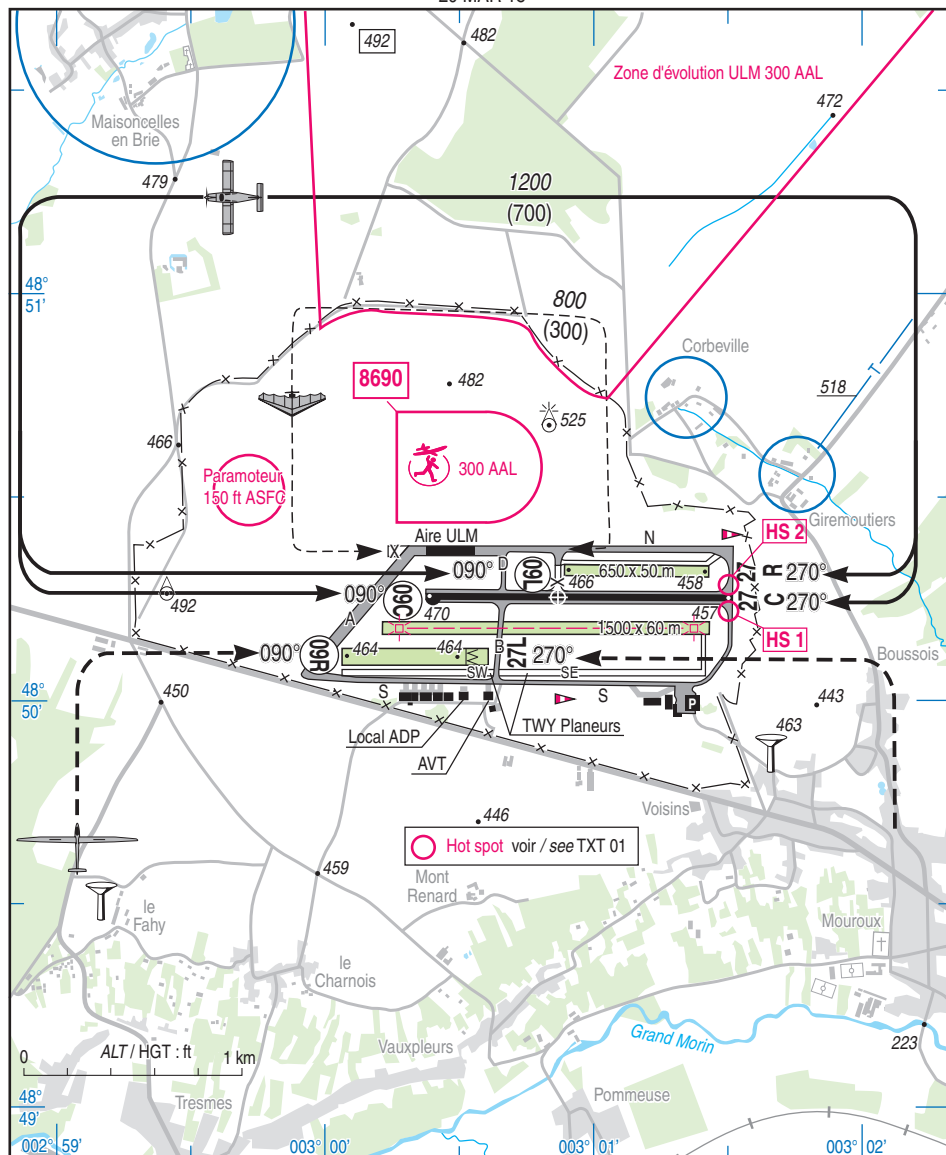 492
482
Zone d'évolution ULM 300 AAL
472
Maisoncelles
en Brie
479
1200
(700)
48°
51'
800
(300)
Corbeville
8690
482
518
T
525
466
Paramoteur
150 ft ASFC
300 AAL
Giremoutiers
Aire ULM
N
HS 2
IX
D
09L
650 x 50 m
27 R
090°
466
458
270°
492
090°
09C
A
470
457
27 C
270°
1500 x 60 m
HS 1
09R
090°
464
464
B
27L
270°
SW
SE
Boussois
48°
50'
450
S
S
P
443
Local ADP
TWY Planeurs
463
AVT
Voisins
446
Hot spot voir / see TXT 01
459
Mont
Renard
le
Fahy
Mouroux
le
Charnois
Grand Morin
223
0
ALT / HGT : ft
1 km
Vauxpleurs
Tresmes
Pommeuse
48°
49'
002° 59'
003° 00'
003° 01'
003° 02'